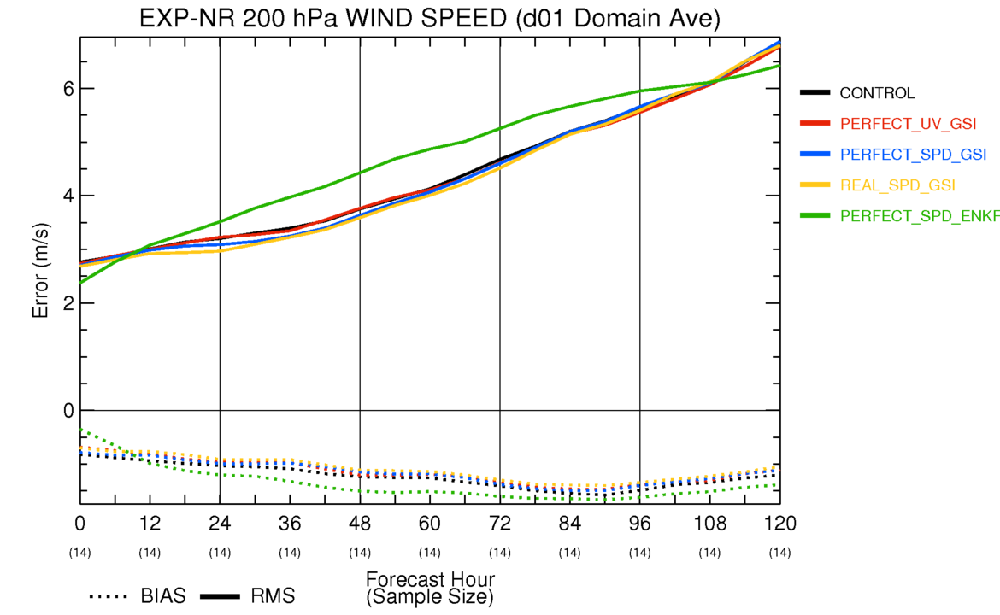 EXP-NR 200 hPa WIND SPEED (d01 Domain Ave)
Error (m/s)
6
4
2
0
CONTROL
PERFECT_UV_GSI
PERFECT_SPD_GSI
REAL_SPD_GSI
PERFECT_SPD_ENKF
0 12 24 36 48 60 72 84 96 108 120
(14) (14) (14) (14) (14) (14) (14) (14) (14) (14) (14)
Forecast Hour
(Sample Size)
BIAS RMS